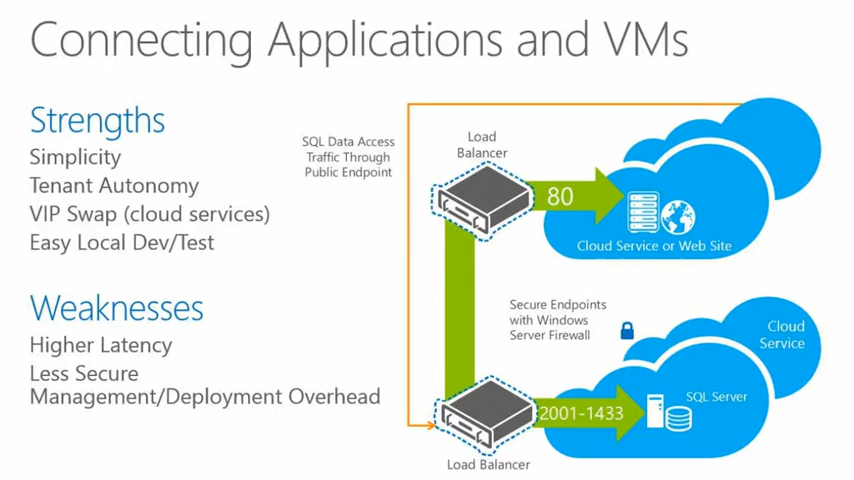 Connecting Applications and VMs
Strengths
Simplicity
Tenant Autonomy
VIP Swap (cloud services)
Easy Local Dev/Test
Weaknesses
Higher Latency
Less Secure
Management/Deployment Overhead
SQL Data Access
Traffic Through
Public Endpoint
Load
Balancer
80
Cloud Service or Web Site
Secure Endpoints
with Windows
Server Firewall
Cloud
Service
SQL Server
2001-1433
Load Balancer